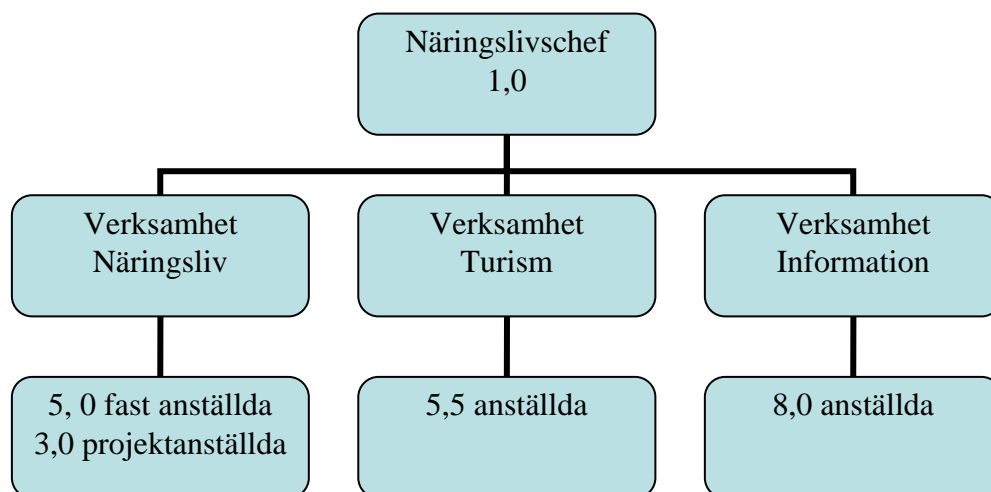 Näringslivschef
1,0
Verksamhet
Näringsliv
Verksamhet
Turism
Verksamhet
Information
5, 0 fast anställda
3,0 projektanställda
5,5 anställda
8,0 anställda